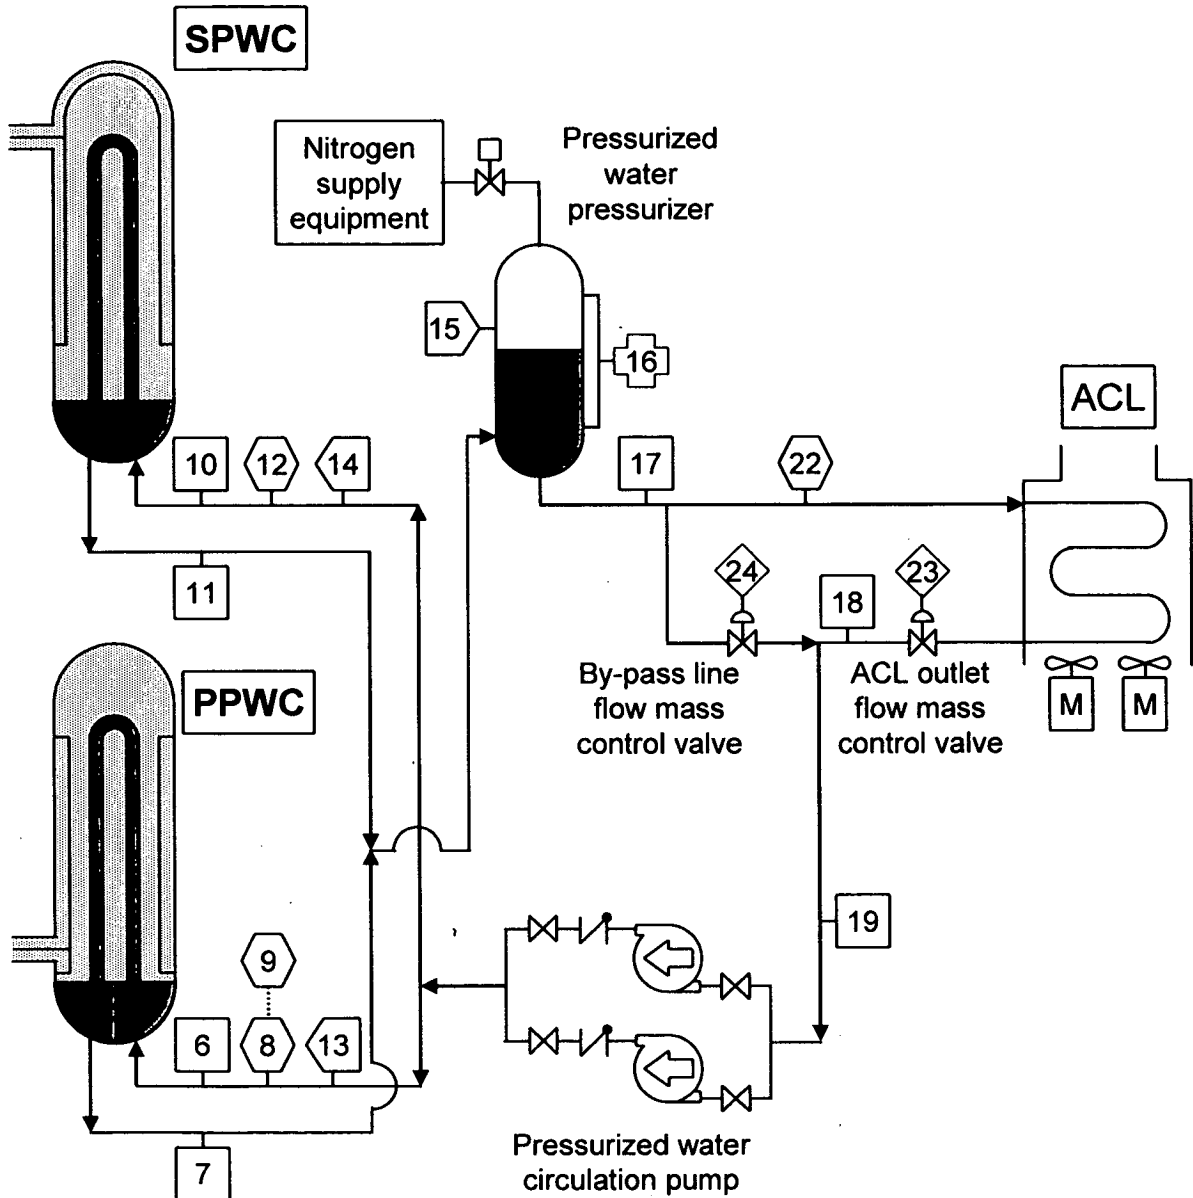 SPWC
Nitrogen
supply
equipment
Pressurized
water
pressurizer
15
16
ACL
10
12
14
17
22
11
24
18
23
By-pass line
flow mass
control valve
ACL outlet
flow mass
control valve
M
M
PPWC
19
9
6
8
13
7
Pressurized water
circulation pump